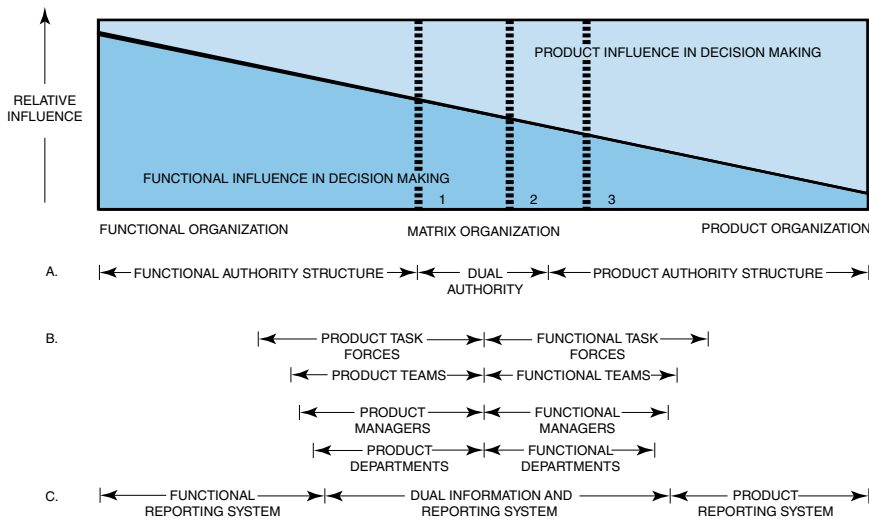 PRODUCT INFLUENCE IN DECISION MAKING
RELATIVE
INFLUENCE
FUNCTIONAL INFLUENCE IN DECISION MAKING
1 2 3
FUNCTIONAL ORGANIZATION MATRIX ORGANIZATION PRODUCT ORGANIZATION
A. FUNCTIONAL AUTHORITY STRUCTURE DUAL PRODUCT AUTHORITY STRUCTURE
AUTHORITY
B. PRODUCT TASK FUNCTIONAL TASK
FORCES FORCES
PRODUCT TEAMS FUNCTIONAL TEAMS
PRODUCT FUNCTIONAL
MANAGERS MANAGERS
PRODUCT FUNCTIONAL
DEPARTMENTS DEPARTMENTS
C. FUNCTIONAL DUAL INFORMATION AND PRODUCT
REPORTING SYSTEM REPORTING SYSTEM REPORTING SYSTEM